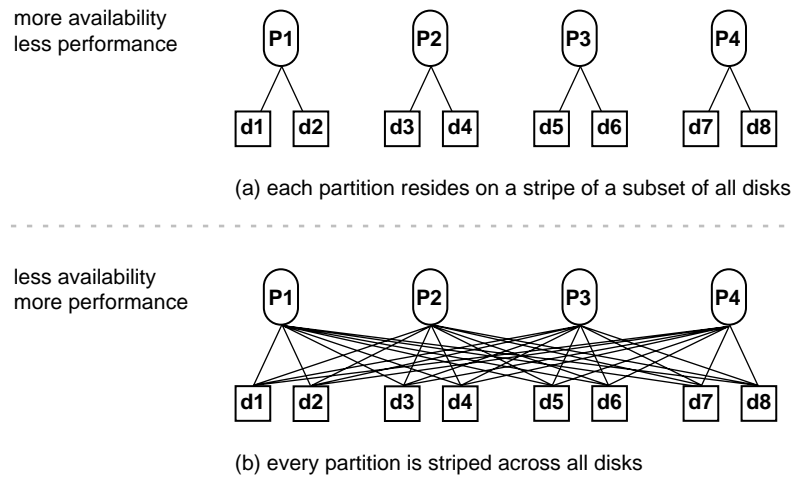 more availability
less performance
P1 P2 P3 P4
d1 d2 d3 d4 d5 d6 d7 d8
(a) each partition resides on a stripe of a subset of all disks
less availability
more performance
P1 P2 P3 P4
d1 d2 d3 d4 d5 d6 d7 d8
(b) every partition is striped across all disks